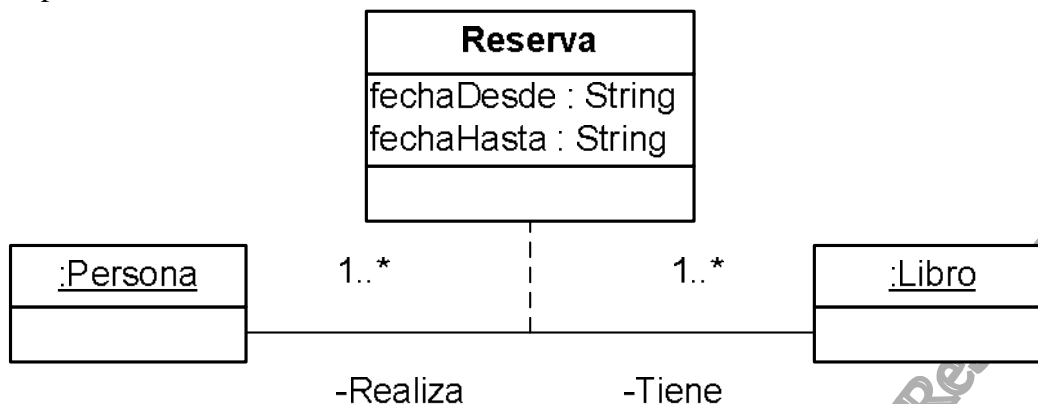 Reserva
fechaDesde : String
fechaHasta : String
:Persona
1..*
1..*
:Libro
-Realiza
-Tiene